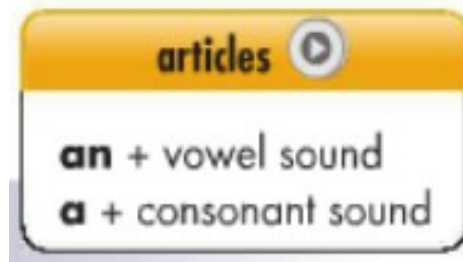 articles
an + vowel sound
a + consonant sound